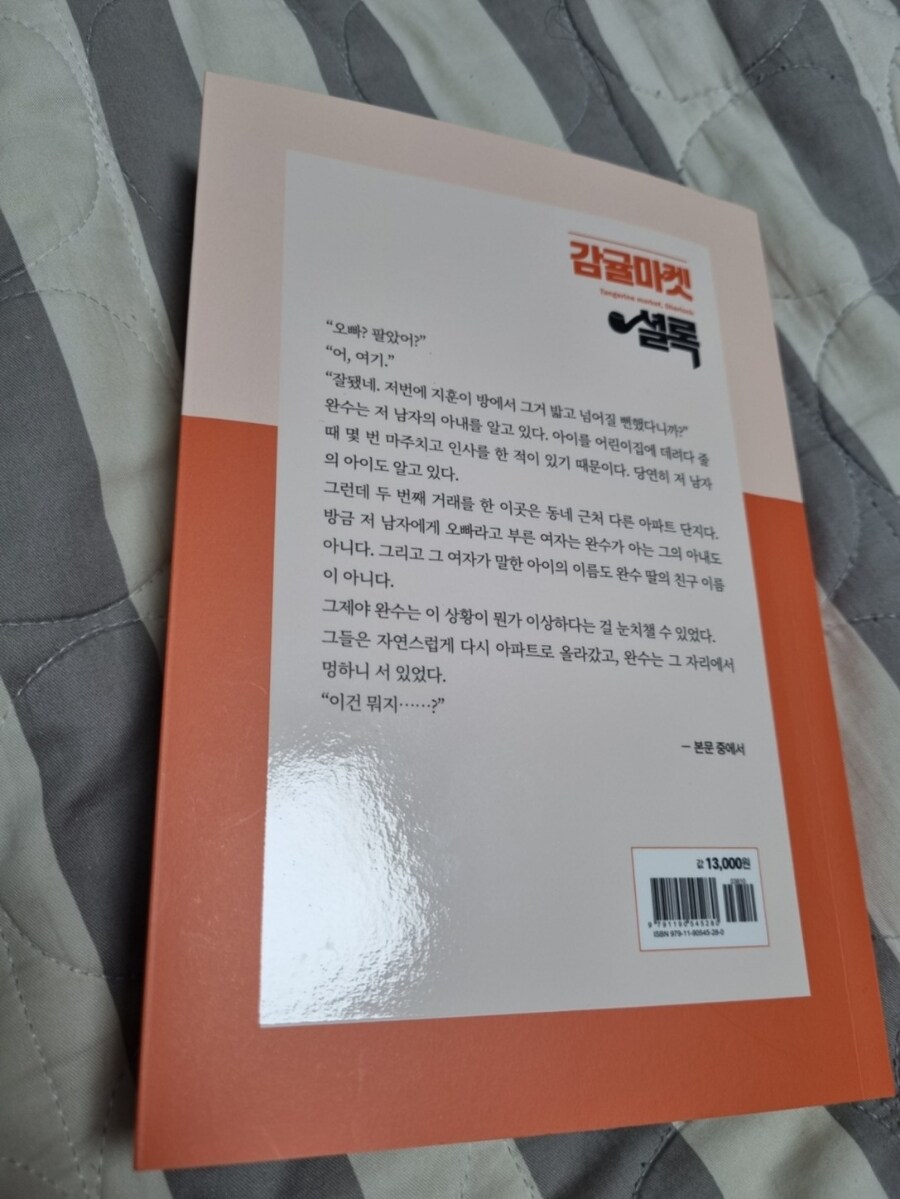 감귤마켓
Tangerine market, Sherlock
셜록
“오빠? 팔았어?”
“어, 여기.”
“잘됐네. 저번에 지훈이 방에서 그거 밟고 넘어질 뻔했다니까?”
완수는 저 남자의 아내를 알고 있다. 아이를 어린이집에 데려다 줄
때 몇 번 마주치고 인사를 한 적이 있기 때문이다. 당연히 저 남자
의 아이도 알고 있다.
그런데 두 번째 거래를 한 이곳은 동네 근처 다른 아파트 단지다.
방금 저 남자에게 오빠라고 부른 여자는 완수가 아는 그의 아내도
아니다. 그리고 그 여자가 말한 아이의 이름도 완수 딸의 친구 이름
이 아니다.
그제야 완수는 이 상황이 뭔가 이상하다는 걸 눈치챌 수 있었다.
그들은 자연스럽게 다시 아파트로 올라갔고, 완수는 그 자리에서
멍하니 서 있었다.
“이건 뭐지……?”
– 본문 중에서
값 13,000원
9 791190 545280
ISBN 979-11-90545-28-0